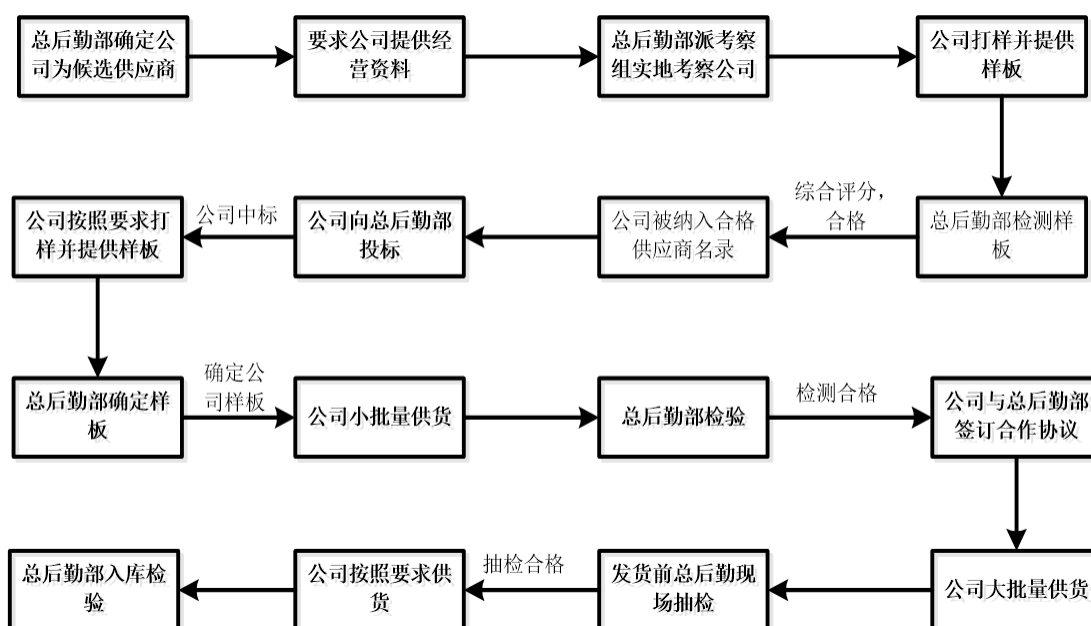 总后勤部确定公
司为候选供应商
要求公司提供经
营资料
总后勤部派考察
组实地考察公司
公司打样并提供
样板
综合评分，
合格
总后勤部检测样
板
公司被纳入合格
供应商名录
公司向总后勤部
投标
公司中标
公司按照要求打
样并提供样板
总后勤部确定样
板
确定公
司样板
公司小批量供货
总后勤部检验
检测合格
公司与总后勤部
签订合作协议
公司大批量供货
发货前总后勤现
场抽检
抽检合格
公司按照要求供
货
总后勤部入库检
验